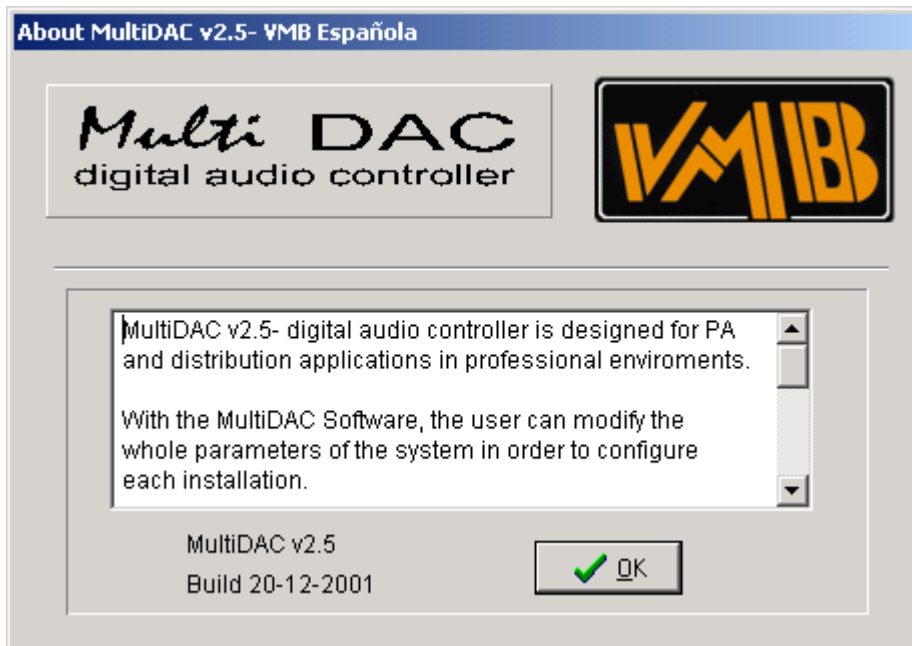 About MultiDAC v2.5- VMB Española
Multi DAC
digital audio controller
VMB
MultiDAC v2.5- digital audio controller is designed for PA
and distribution applications in professional enviroments.
With the MultiDAC Software, the user can modify the
whole parameters of the system in order to configure
each installation.
MultiDAC v2.5
Build 20-12-2001
OK